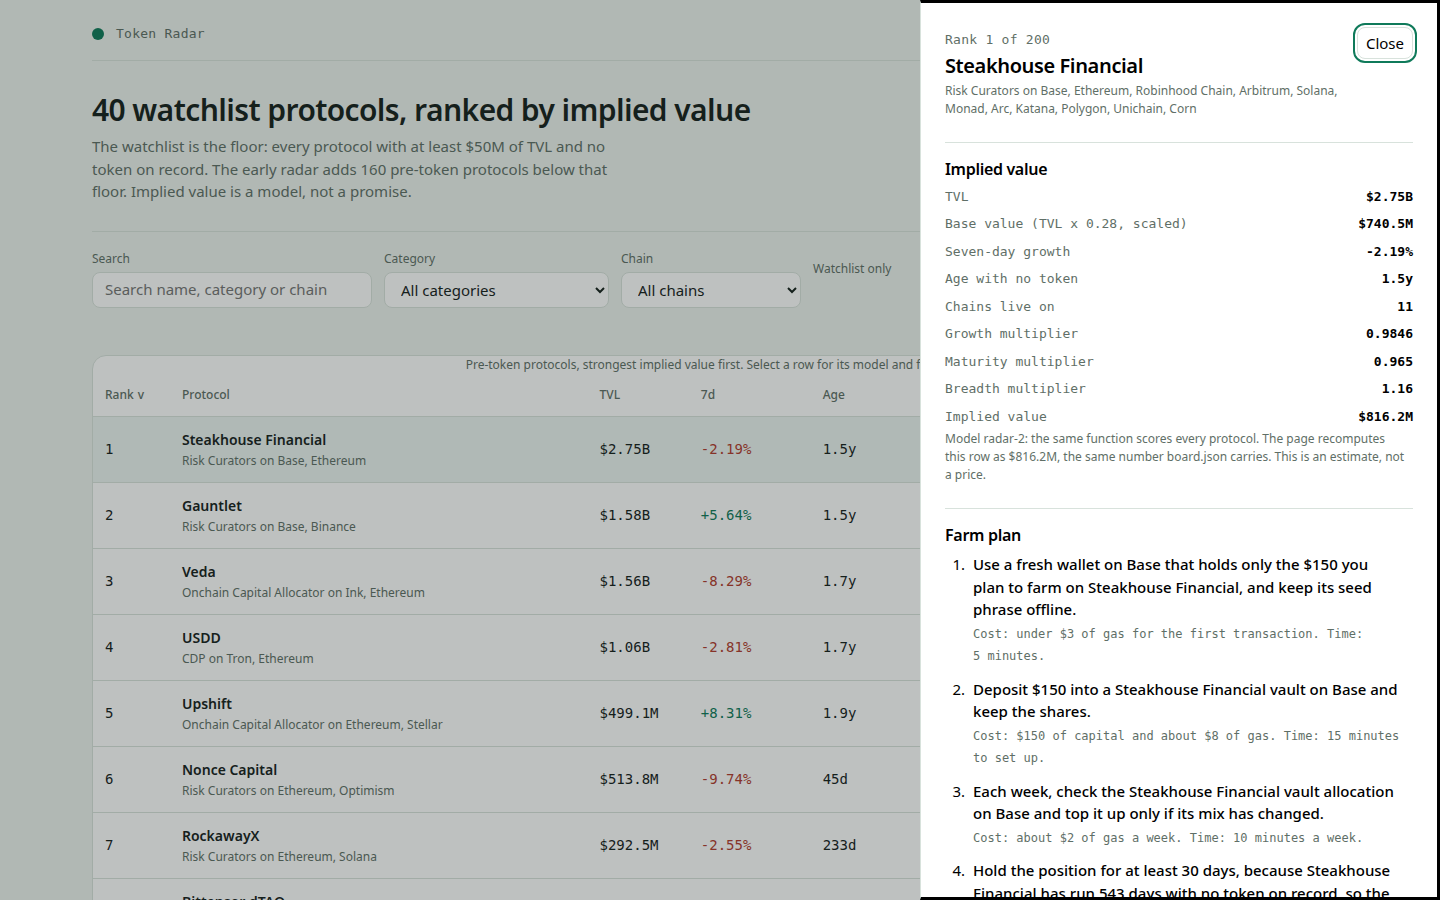 Token Radar
40 watchlist protocols, ranked by implied value
The watchlist is the floor: every protocol with at least $50M of TVL and no
token on record. The early radar adds 160 pre-token protocols below that
floor. Implied value is a model, not a promise.
Search
Category
Chain
Watchlist only
Search name, category or chain
All categories
All chains
Pre-token protocols, strongest implied value first. Select a row for its model and f
Rank v Protocol TVL 7d Age
1 Steakhouse Financial $2.75B -2.19% 1.5y
Risk Curators on Base, Ethereum
2 Gauntlet $1.58B +5.64% 1.5y
Risk Curators on Base, Binance
3 Veda $1.56B -8.29% 1.7y
Onchain Capital Allocator on Ink, Ethereum
4 USDD $1.06B -2.81% 1.7y
CDP on Tron, Ethereum
5 Upshift $499.1M +8.31% 1.9y
Onchain Capital Allocator on Ethereum, Stellar
6 Nonce Capital $513.8M -9.74% 45d
Risk Curators on Ethereum, Optimism
7 RockawayX $292.5M -2.55% 233d
Risk Curators on Ethereum, Solana
Rank 1 of 200
Close
Steakhouse Financial
Risk Curators on Base, Ethereum, Robinhood Chain, Arbitrum, Solana,
Monad, Arc, Katana, Polygon, Unichain, Corn
Implied value
TVL $2.75B
Base value (TVL x 0.28, scaled) $740.5M
Seven-day growth -2.19%
Age with no token 1.5y
Chains live on 11
Growth multiplier 0.9846
Maturity multiplier 0.965
Breadth multiplier 1.16
Implied value $816.2M
Model radar-2: the same function scores every protocol. The page recomputes
this row as $816.2M, the same number board.json carries. This is an estimate, not
a price.
Farm plan
1. Use a fresh wallet on Base that holds only the $150 you
plan to farm on Steakhouse Financial, and keep its seed
phrase offline.
Cost: under $3 of gas for the first transaction. Time:
5 minutes.
2. Deposit $150 into a Steakhouse Financial vault on Base and
keep the shares.
Cost: $150 of capital and about $8 of gas. Time: 15 minutes
to set up.
3. Each week, check the Steakhouse Financial vault allocation
on Base and top it up only if its mix has changed.
Cost: about $2 of gas a week. Time: 10 minutes a week.
4. Hold the position for at least 30 days, because Steakhouse
Financial has run 543 days with no token on record, so the